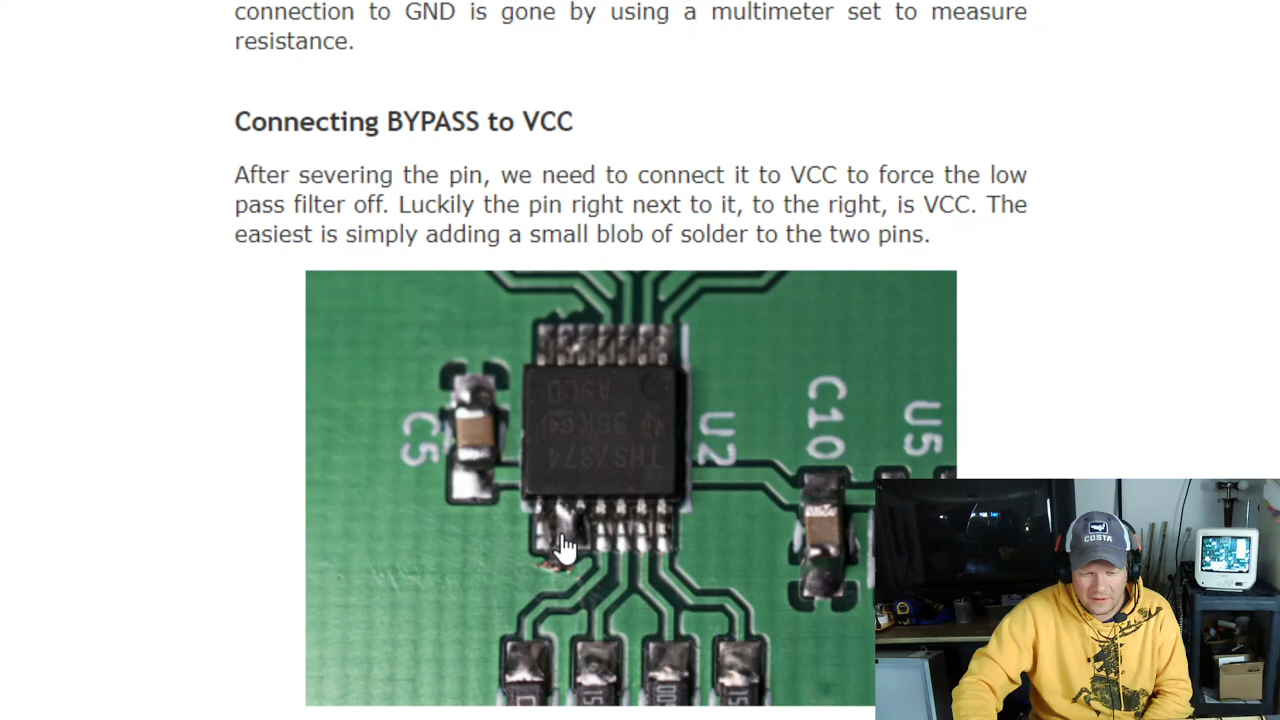 connection to GND is gone by using a multimeter set to measure
resistance.
Connecting BYPASS to VCC
After severing the pin, we need to connect it to VCC to force the low
pass filter off. Luckily the pin right next to it, to the right, is VCC. The
easiest is simply adding a small blob of solder to the two pins.
C5
THS7374
U2
C10
U5
COSTA